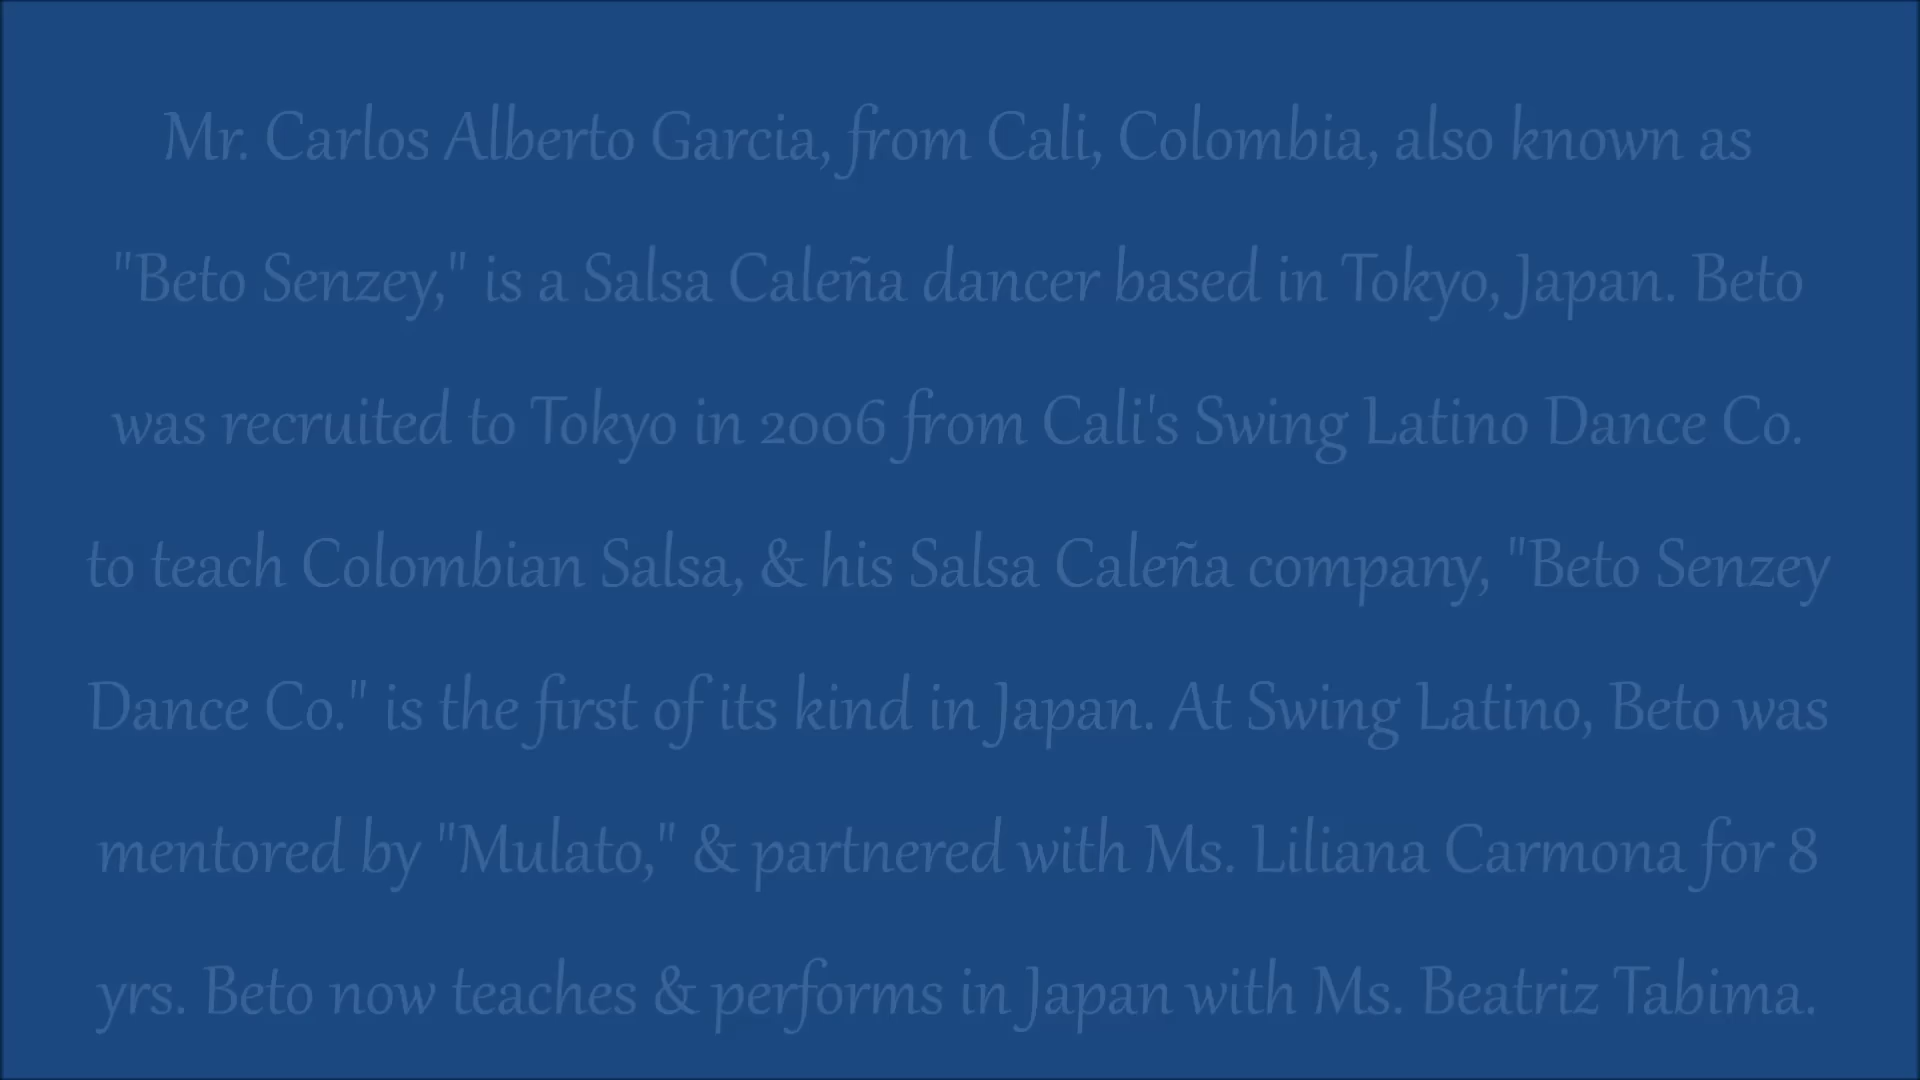 Mr. Carlos Alberto Garcia, from Cali, Colombia, also known as
"Beto Senzey," is a Salsa Caleña dancer based in Tokyo, Japan. Beto
was recruited to Tokyo in 2006 from Cali's Swing Latino Dance Co.
to teach Colombian Salsa, & his Salsa Caleña company, "Beto Senzey
Dance Co." is the first of its kind in Japan. At Swing Latino, Beto was
mentored by "Mulato," & partnered with Ms. Liliana Carmona for 8
yrs. Beto now teaches & performs in Japan with Ms. Beatriz Tabima.